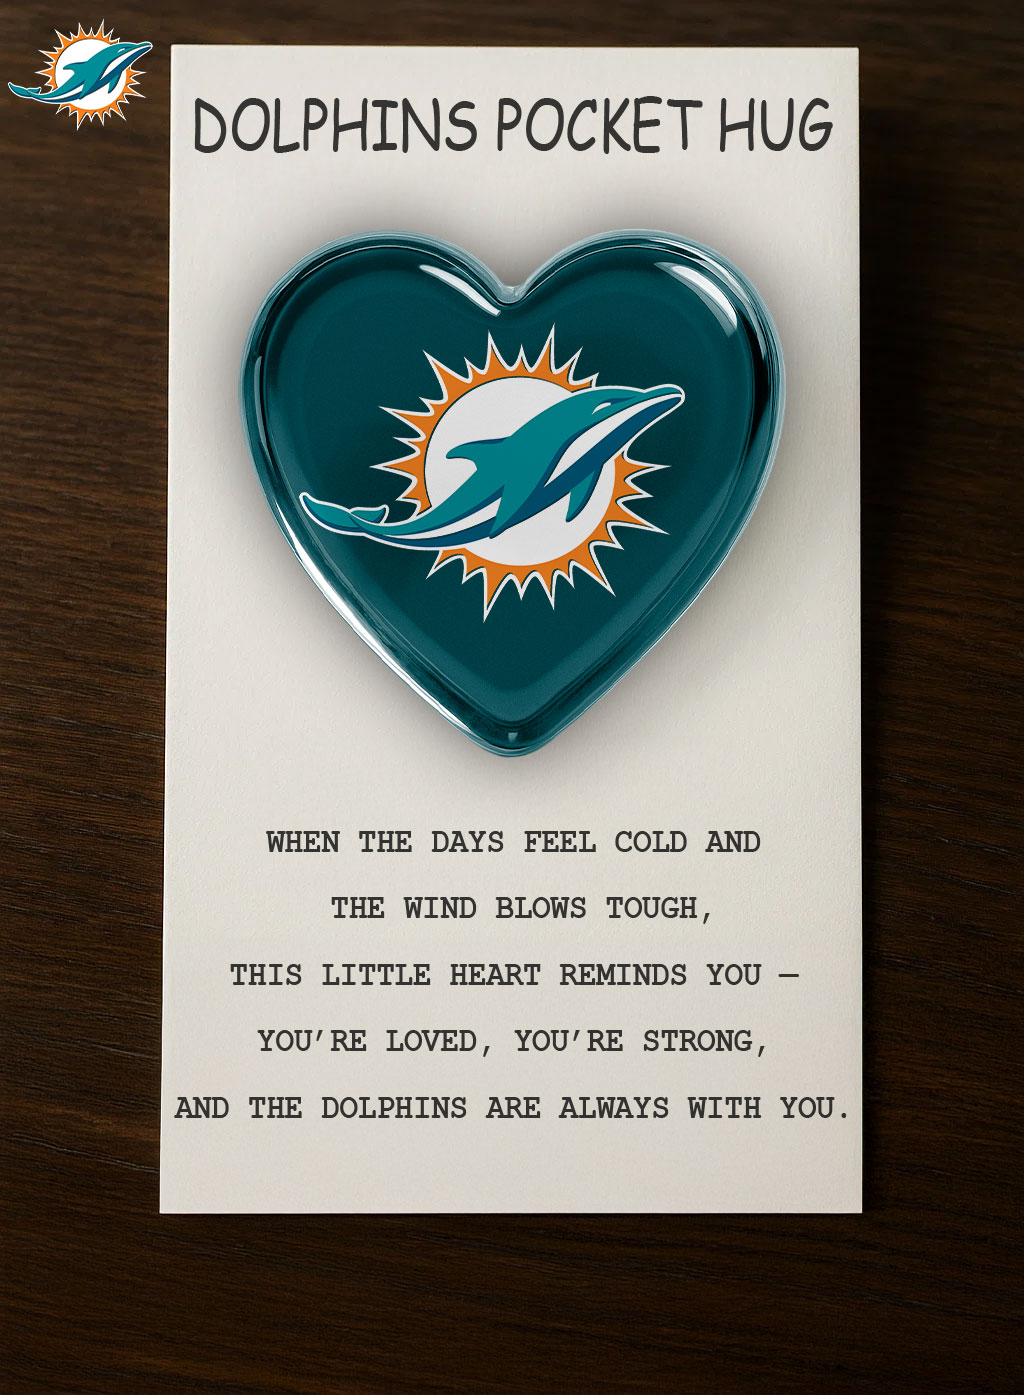 DOLPHINS POCKET HUG
WHEN THE DAYS FEEL COLD AND
THE WIND BLOWS TOUGH,
THIS LITTLE HEART REMINDS YOU —
YOU’RE LOVED, YOU’RE STRONG,
AND THE DOLPHINS ARE ALWAYS WITH YOU.